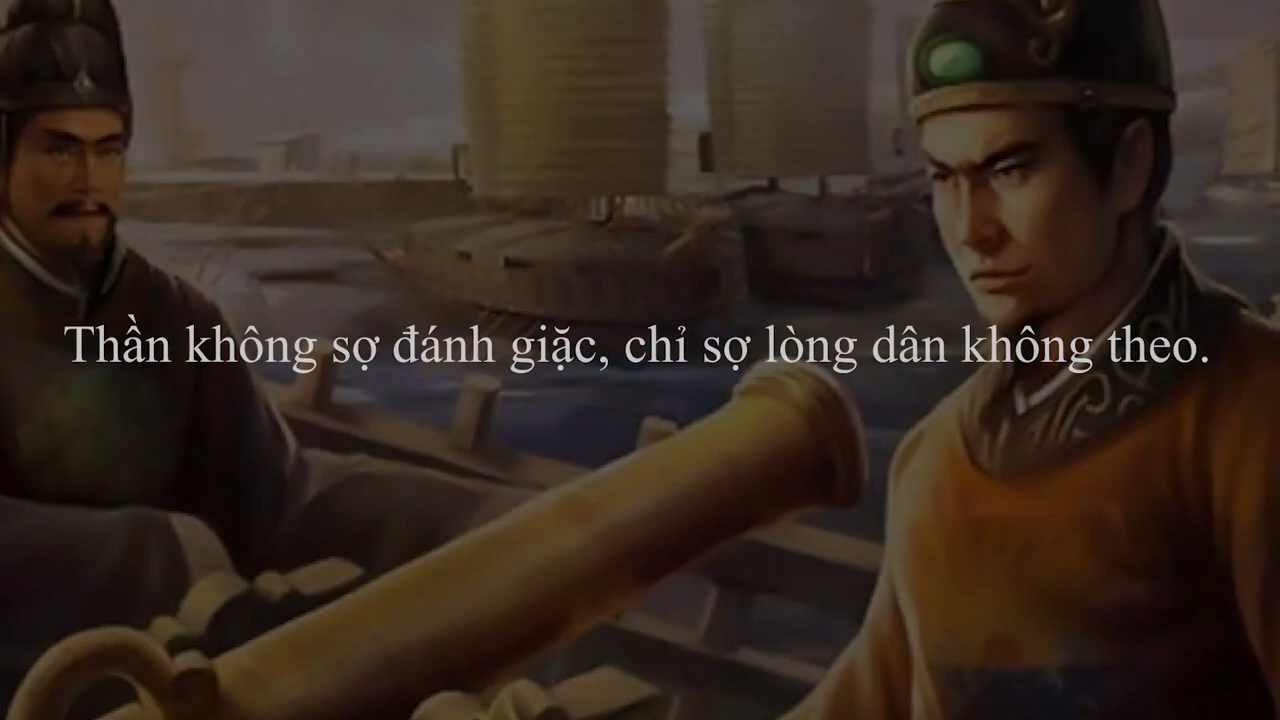 Thần không sợ đánh giặc, chỉ sợ lòng dân không theo.